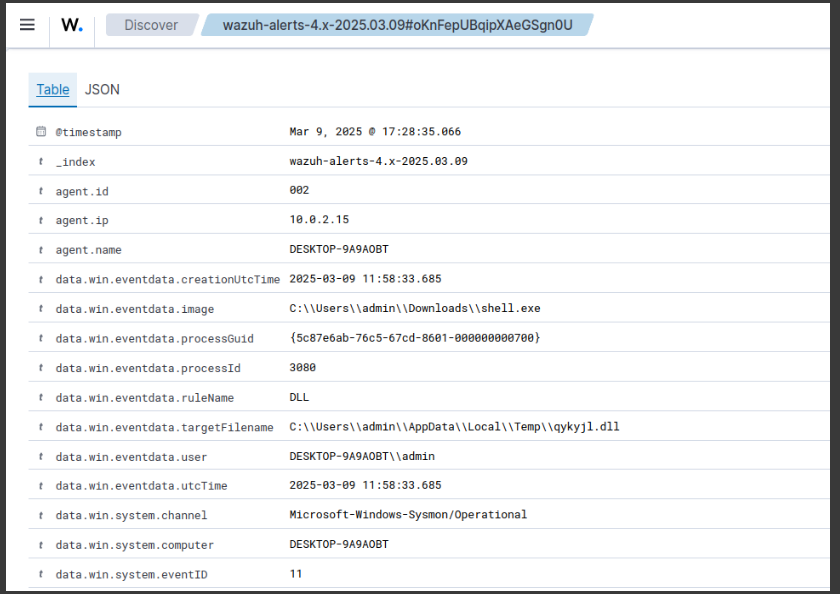 W. Discover wazuh-alerts-4.x-2025.03.09#oKnFepUBqipXAeGSgn0U
Table JSON
@timestamp Mar 9, 2025 @ 17:28:35.066
t _index wazuh-alerts-4.x-2025.03.09
t agent.id 002
t agent.ip 10.0.2.15
t agent.name DESKTOP-9A9AOBT
t data.win.eventdata.creationUtcTime 2025-03-09 11:58:33.685
t data.win.eventdata.image C:\\Users\\admin\\Downloads\\shell.exe
t data.win.eventdata.processGuid {5c87e6ab-76c5-67cd-8601-000000000700}
t data.win.eventdata.processId 3080
t data.win.eventdata.ruleName DLL
t data.win.eventdata.targetFilename C:\\Users\\admin\\AppData\\Local\\Temp\\qykyjl.dll
t data.win.eventdata.user DESKTOP-9A9AOBT\\admin
t data.win.eventdata.utcTime 2025-03-09 11:58:33.685
t data.win.system.channel Microsoft-Windows-Sysmon/Operational
t data.win.system.computer DESKTOP-9A9AOBT
t data.win.system.eventID 11